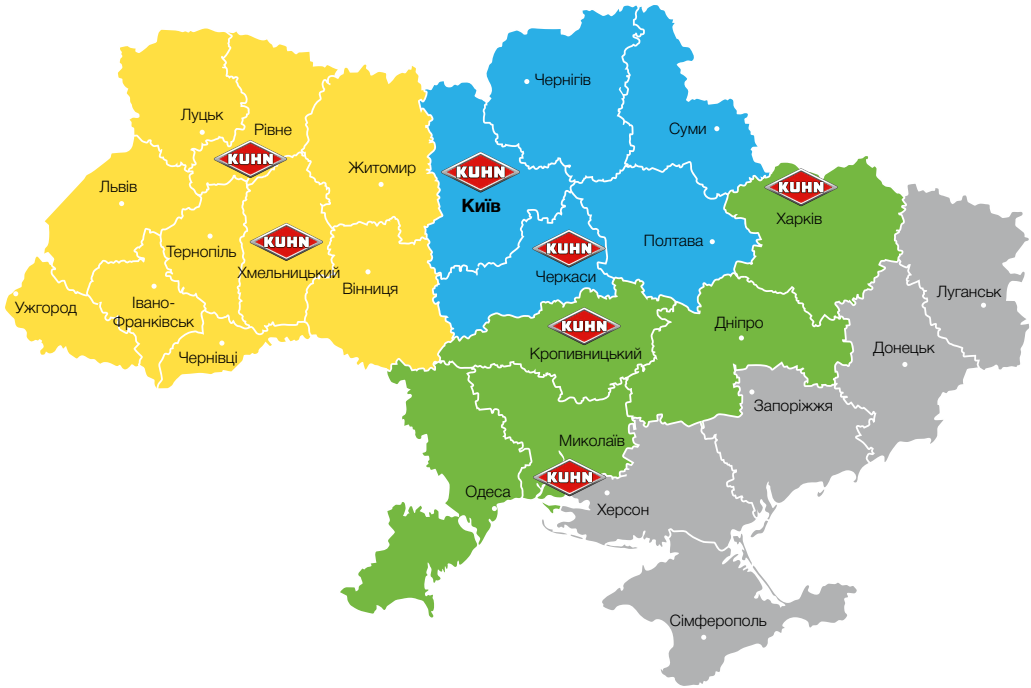 Чернігів
Луцьк
Рівне
Суми
KUHN
Житомир
KUHN
KUHN
Львів
Київ
Харків
Тернопіль
KUHN
Хмельницький
KUHN
Черкаси
Полтава
Вінниця
Ужгород
Івано-
Франківськ
Чернівці
Луганськ
KUHN
Кропивницький
Дніпро
Донецьк
Запоріжжя
Миколаїв
KUHN
Одеса
Херсон
Сімферополь